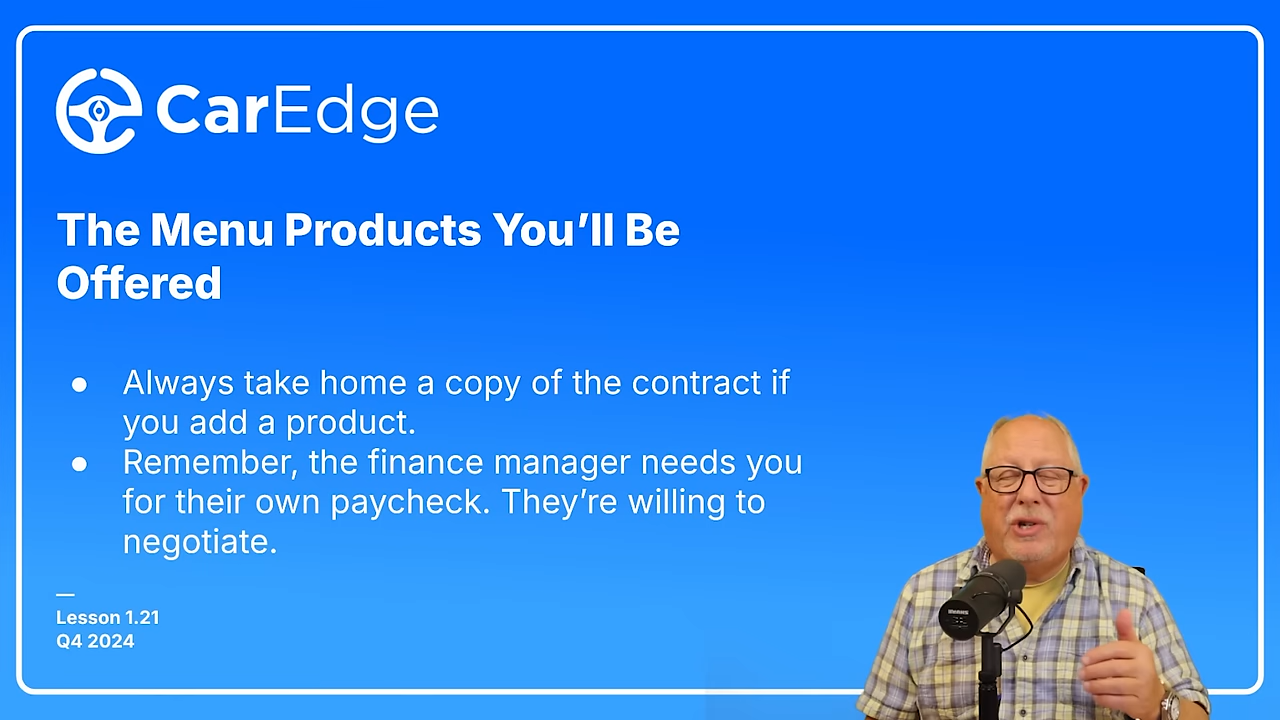 CarEdge
The Menu Products You’ll Be
Offered
● Always take home a copy of the contract if
you add a product.
● Remember, the finance manager needs you
for their own paycheck. They’re willing to
negotiate.
—
Lesson 1.21
Q4 2024